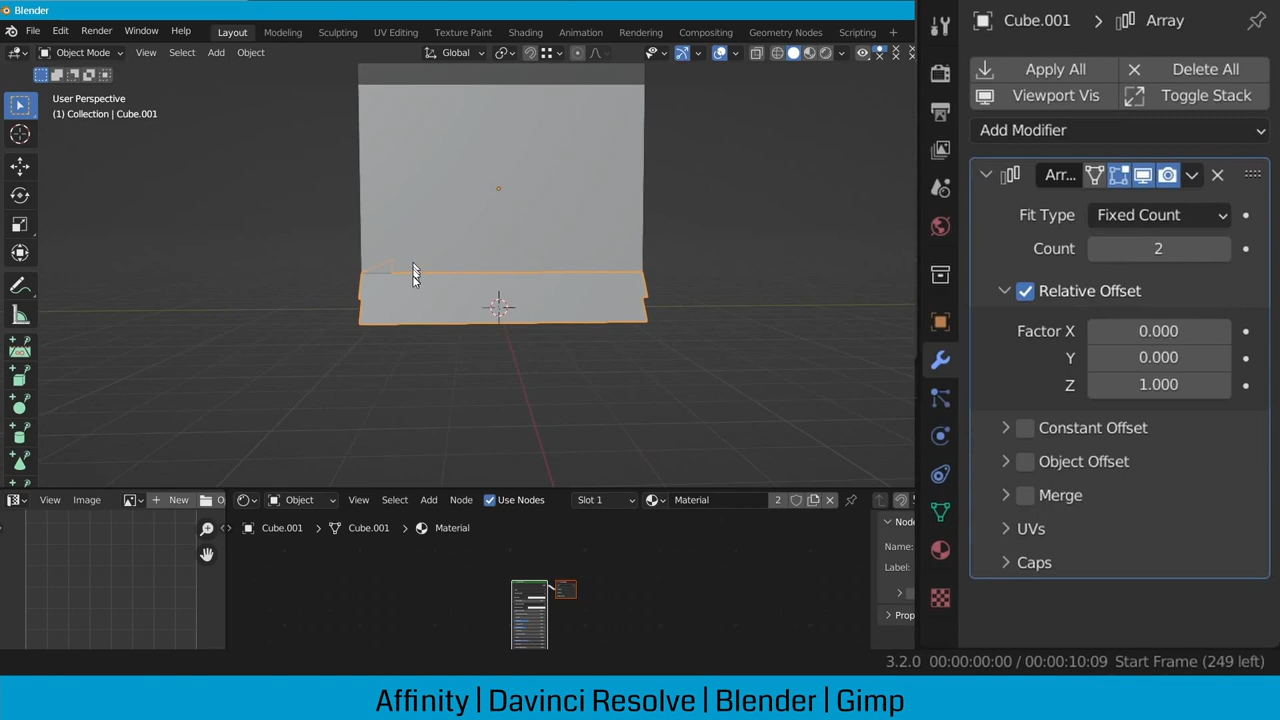 Blender
File Edit Render Window Help Layout Modeling Sculpting UV Editing Texture Paint Shading Animation Rendering Compositing Geometry Nodes Scripting +
Object Mode View Select Add Object Global
User Perspective
(1) Collection | Cube.001
Cube.001 > Array
Apply All Delete All
Viewport Vis Toggle Stack
Add Modifier
Arr...
Fit Type Fixed Count
Count 2
Relative Offset
Factor X 0.000
Y 0.000
Z 1.000
Constant Offset
Object Offset
Merge
UVs
Caps
View Image New O Object View Select Add Node Use Nodes Slot 1 Material 2
Cube.001 > Cube.001 > Material
Node
Name:
Label:
Prop
3.2.0 00:00:00:00 / 00:00:10:09 Start Frame (249 left)
Affinity | Davinci Resolve | Blender | Gimp